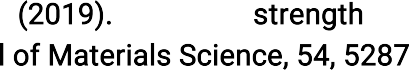 (2019). strength
l of Materials Science, 54, 5287